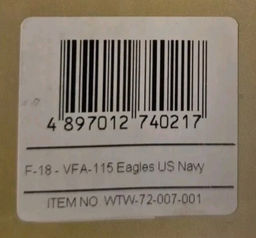 4 897012 740217
F-18 - VFA-115 Eagles US Navy
ITEM NO. WTW-72-007-001